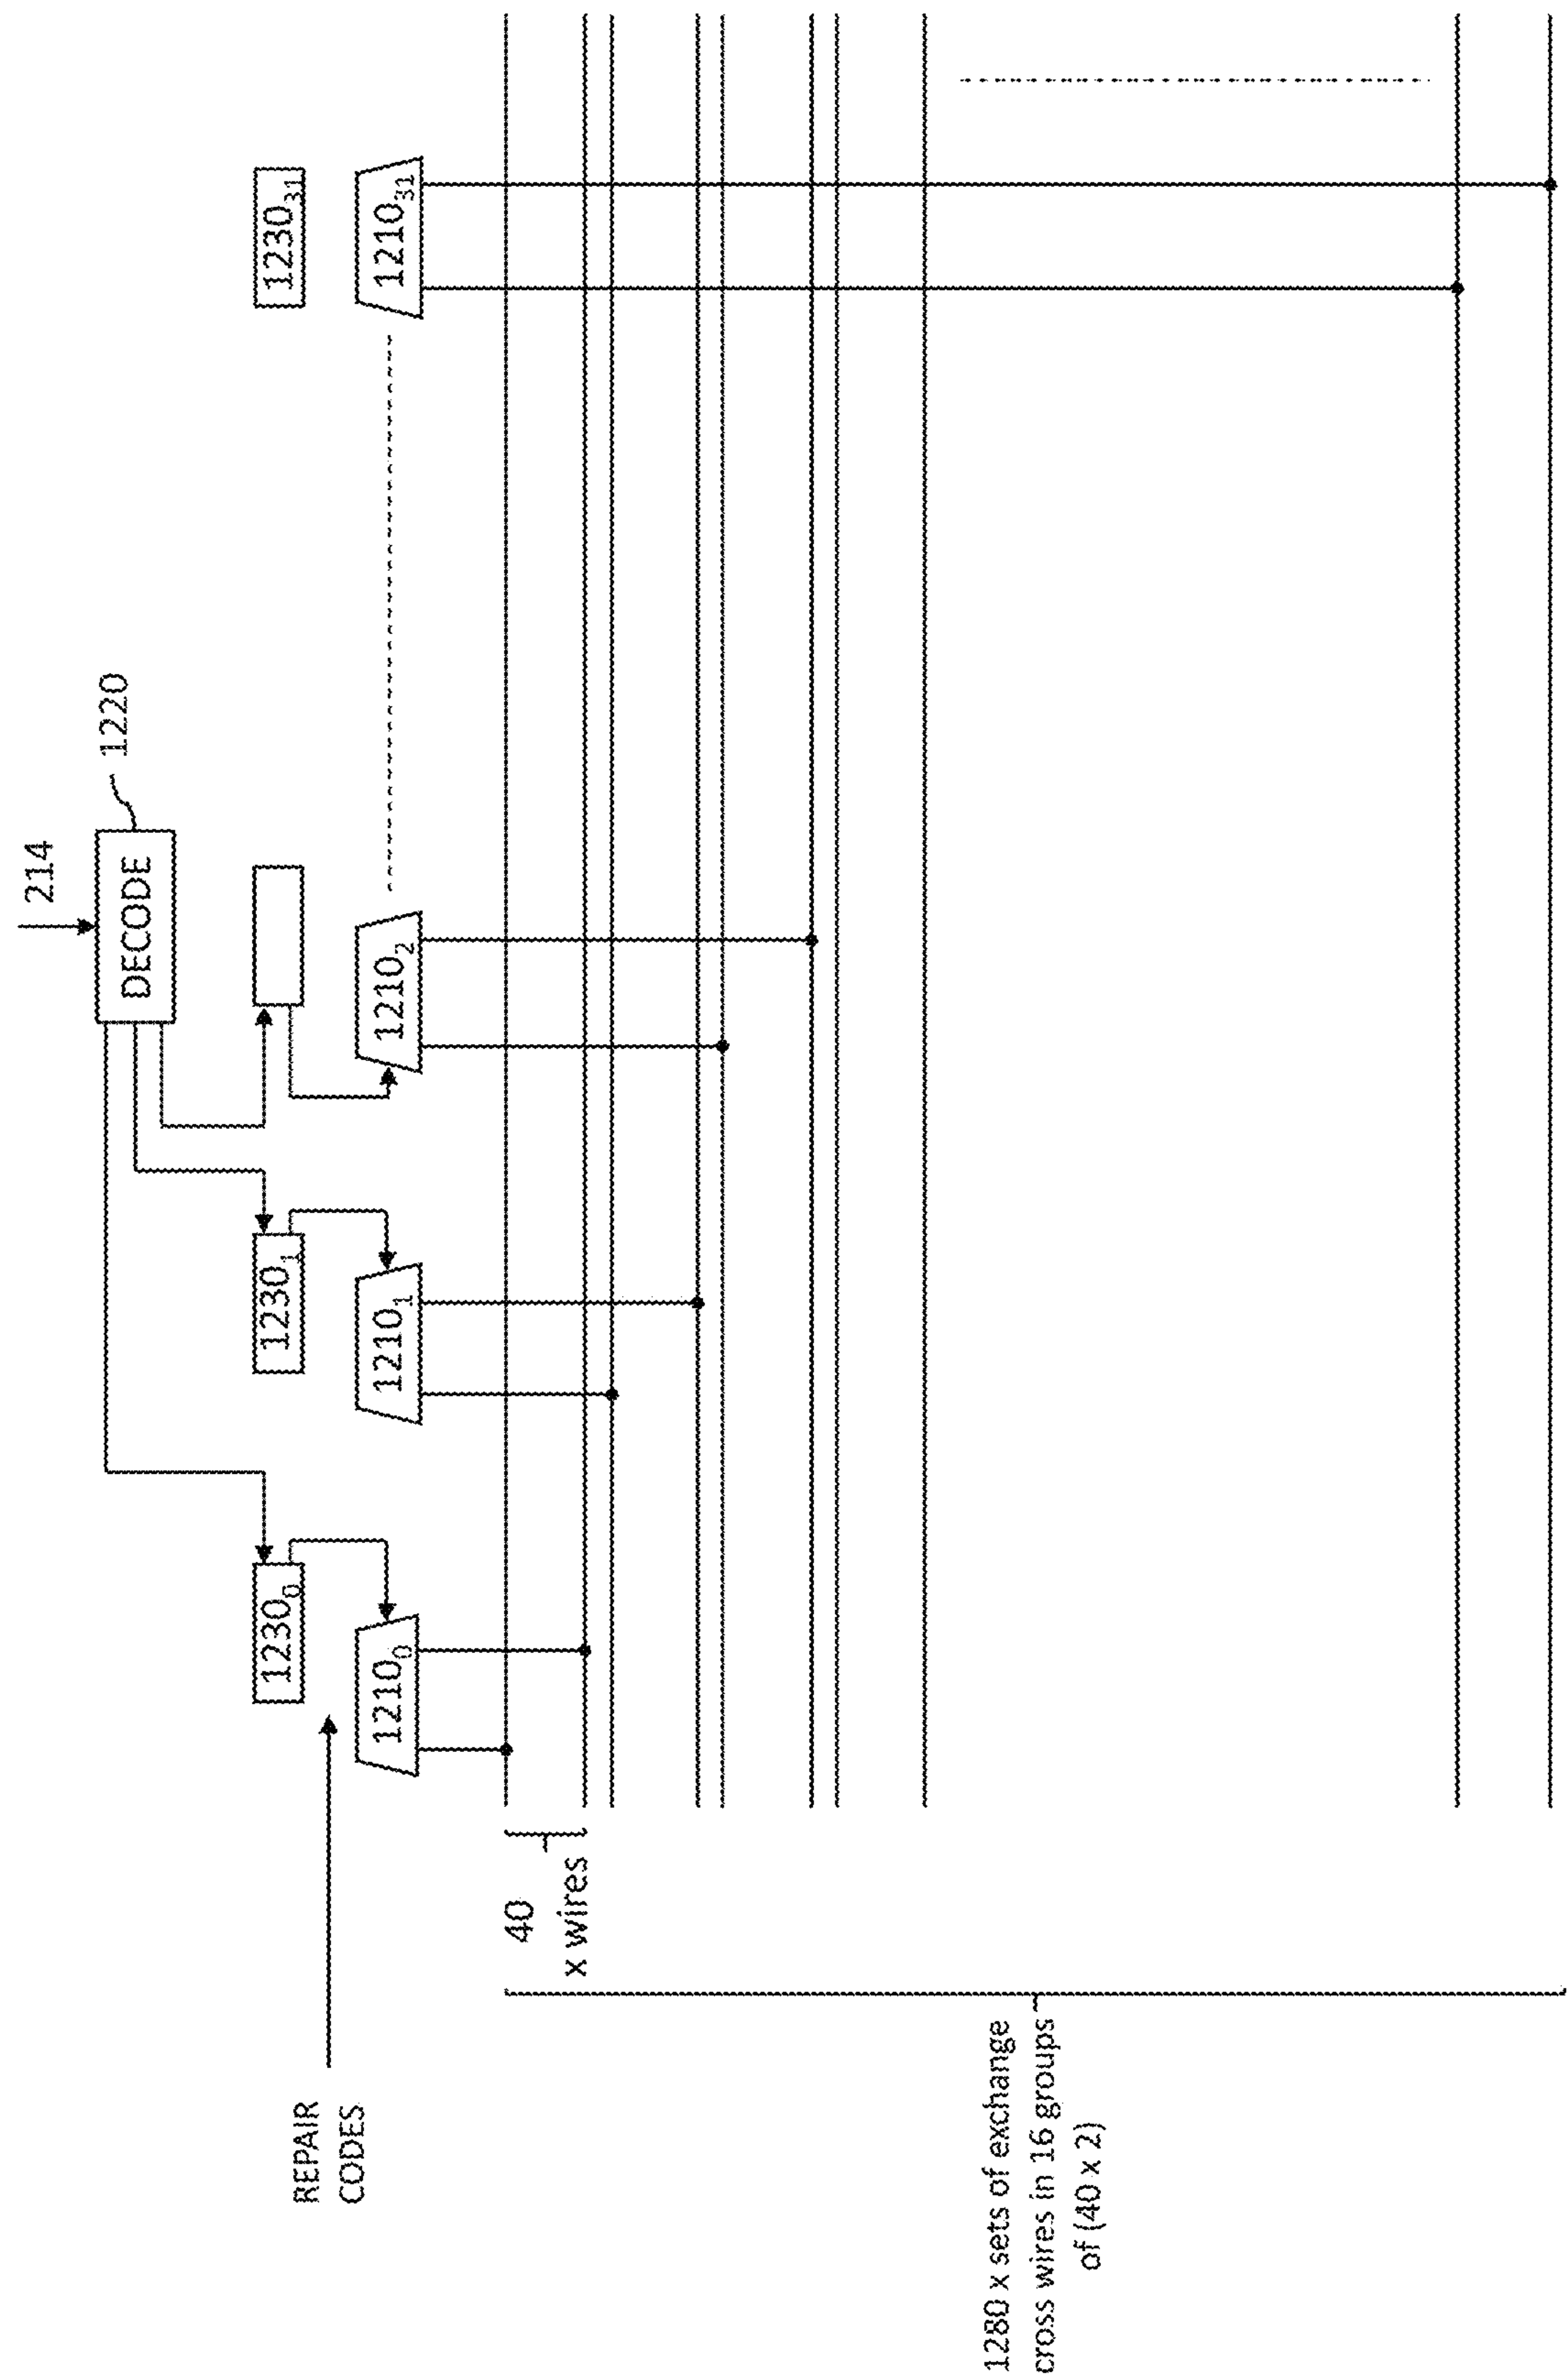 214
DECODE
1220
1230₀
1230₁
1230₃₁
REPAIR
CODES
1210₀
1210₁
1210₂
1210₃₁
40
x wires
1280 x sets of exchange
cross wires in 16 groups
of (40 x 2)